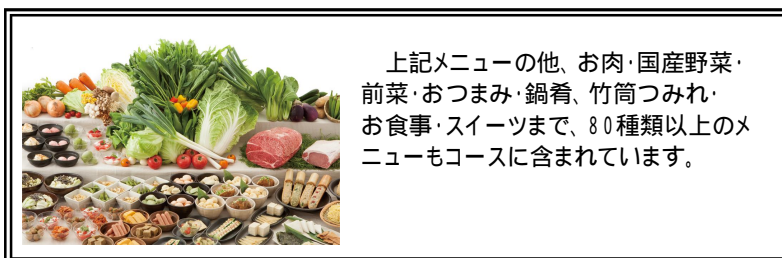 上記メニューの他、お肉･国産野菜･
前菜･おつまみ･鍋肴、竹筒つみれ･
お食事･スイーツまで、80種類以上のメ
ニューもコースに含まれています。